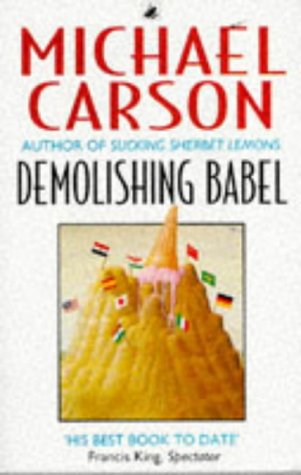 MICHAEL
CARSON
AUTHOR OF SUCKING SHERBET LEMONS
DEMOLISHING BABEL
'HIS BEST BOOK TO DATE'
Francis King, Spectator